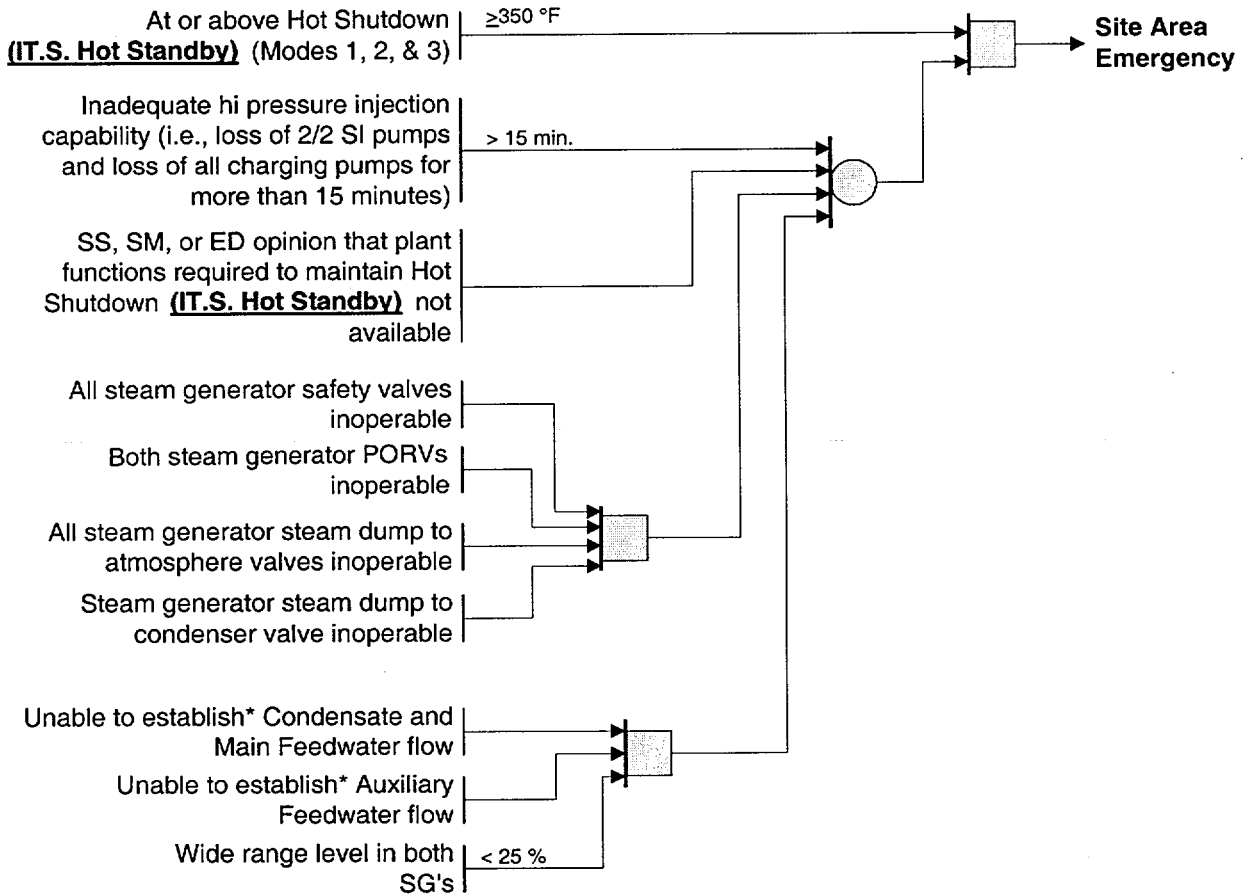 At or above Hot Shutdown
(IT.S. Hot Standby) (Modes 1, 2, & 3)
≥350 °F
Site Area
Emergency
Inadequate hi pressure injection
capability (i.e., loss of 2/2 SI pumps
and loss of all charging pumps for
more than 15 minutes)
> 15 min.
SS, SM, or ED opinion that plant
functions required to maintain Hot
Shutdown (IT.S. Hot Standby) not
available
All steam generator safety valves
inoperable
Both steam generator PORVs
inoperable
All steam generator steam dump to
atmosphere valves inoperable
Steam generator steam dump to
condenser valve inoperable
Unable to establish* Condensate and
Main Feedwater flow
Unable to establish* Auxiliary
Feedwater flow
Wide range level in both
SG's
< 25 %